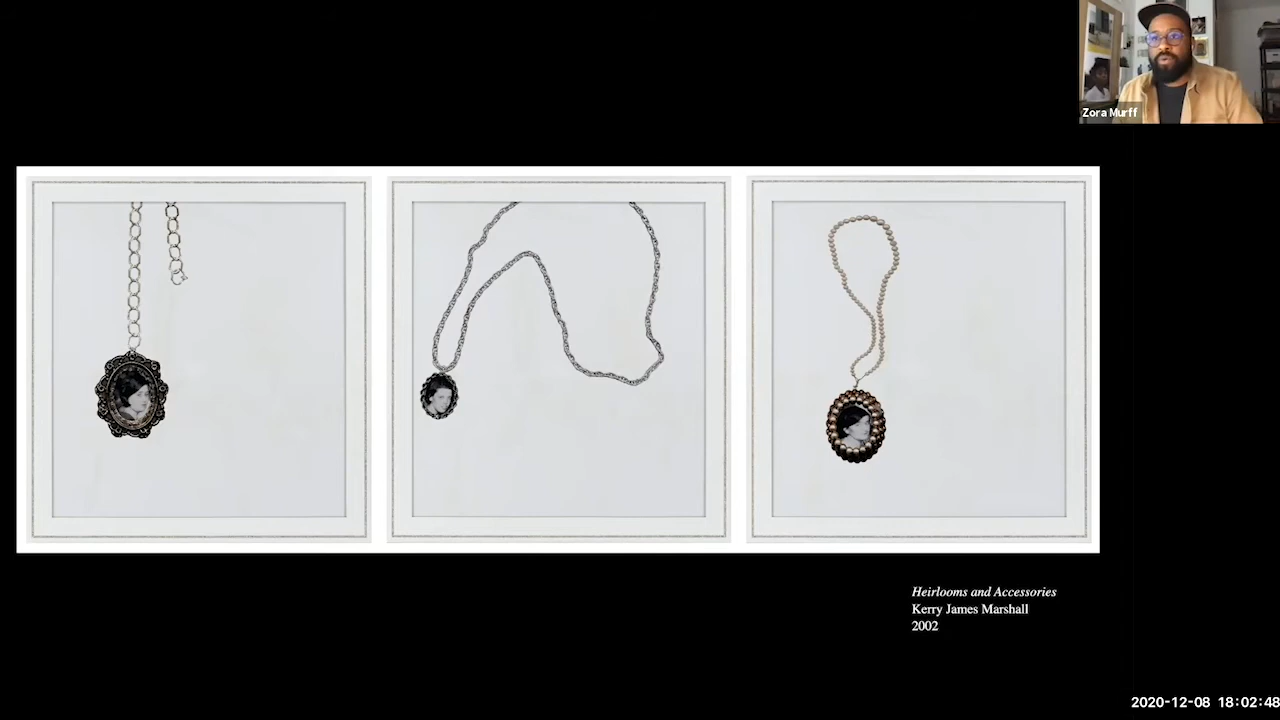 Zora Murff
Heirlooms and Accessories
Kerry James Marshall
2002
2020-12-08 18:02:48